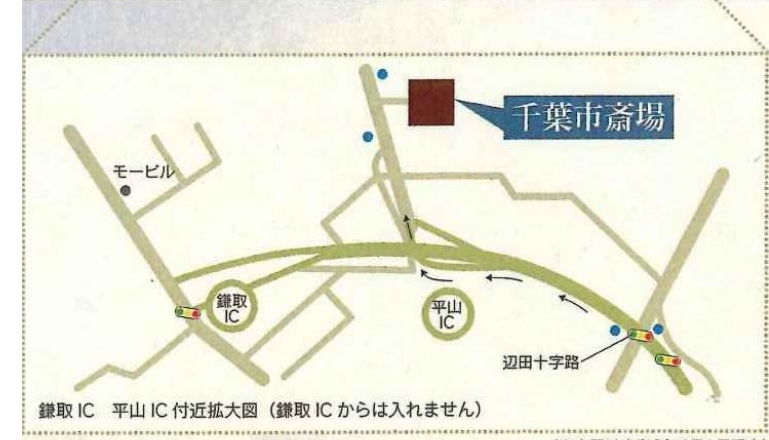 千葉市斎場
モービル
鎌取
IC
平山
IC
辺田十字路
鎌取 IC 平山 IC 付近拡大図（鎌取 IC からは入れません）